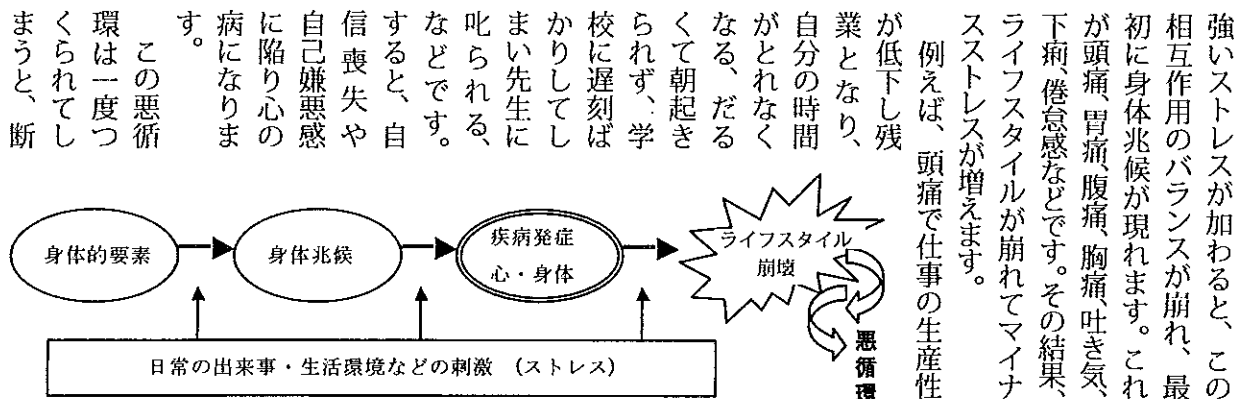 強いストレスが加わると、この
相互作用のバランスが崩れ、最
初に身体兆候が現れます。これ
が頭痛、胃痛、腹痛、胸痛、吐き気、
下痢、倦怠感などです。その結果、
ライフスタイルが崩れてマイナ
スストレスが増えます。
例えば、頭痛で仕事の生産性
が低下し残
業となり、
自分の時間
がとれなく
なる、だる
くて朝起き
られず、学
校に遅刻ば
かりしてし
まい先生に
叱られる、
などです。
すると、自
信喪失や
自己嫌悪感
に陥り心の
病になりま
す。
この悪循
環は一度つ
くられてし
まうと、断
身体的要素
身体兆候
疾病発症
心・身体
ライフスタイル
崩壊
悪循環
日常の出来事・生活環境などの刺激 (ストレス)